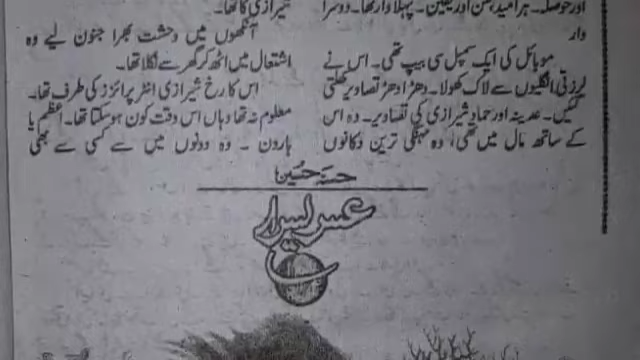 اور حوصلہ۔ ہر امید، حسن اور یقین۔ پہلا وار تھا۔ دوسرا
وار
موبائل کی ایک سمپل سی بیپ تھی۔ اس نے
لرزتی انگلیوں سے لاک کھولا۔ دھڑا دھڑ تصاویر کھلتی
گئیں۔ عدینہ اور حماد شیرازی کی تصاویر۔ وہ اس
کے ساتھ مال میں تھی، وہ مہنگی ترین دکانوں
شیرازی کا تھا۔
آنکھوں میں وحشت بھرا جنون لیے وہ
اشتعال میں اٹھ کر گھر سے نکلا تھا۔
اس کا رخ شیرازی انٹرپرائزز کی طرف تھا۔
معلوم نہ تھا وہاں اس وقت کون ہو سکتا تھا۔ اعظم یا
ہارون۔ وہ دونوں میں سے کسی سے بھی
حسنہ حسین